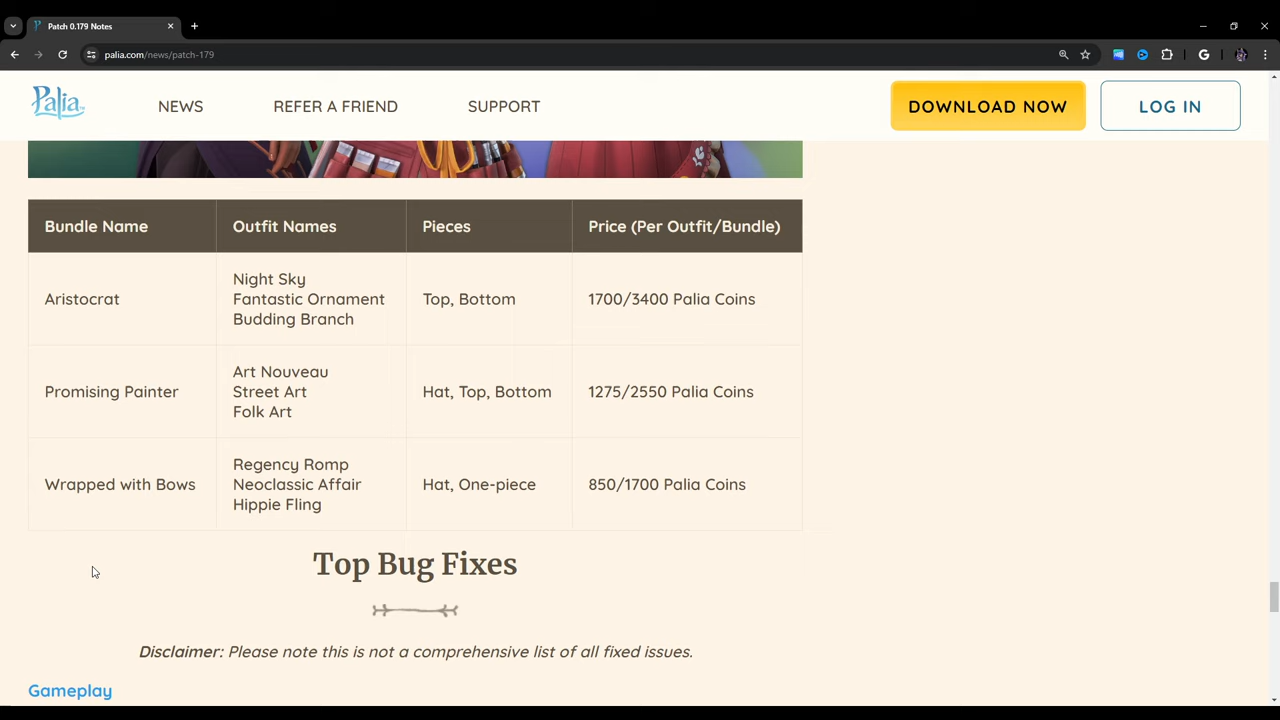 Patch 0.179 Notes
palia.com/news/patch-179
Palia
NEWS
REFER A FRIEND
SUPPORT
DOWNLOAD NOW
LOG IN
Bundle Name
Outfit Names
Pieces
Price (Per Outfit/Bundle)
Aristocrat
Night Sky
Fantastic Ornament
Budding Branch
Top, Bottom
1700/3400 Palia Coins
Promising Painter
Art Nouveau
Street Art
Folk Art
Hat, Top, Bottom
1275/2550 Palia Coins
Wrapped with Bows
Regency Romp
Neoclassic Affair
Hippie Fling
Hat, One-piece
850/1700 Palia Coins
Top Bug Fixes
Disclaimer: Please note this is not a comprehensive list of all fixed issues.
Gameplay